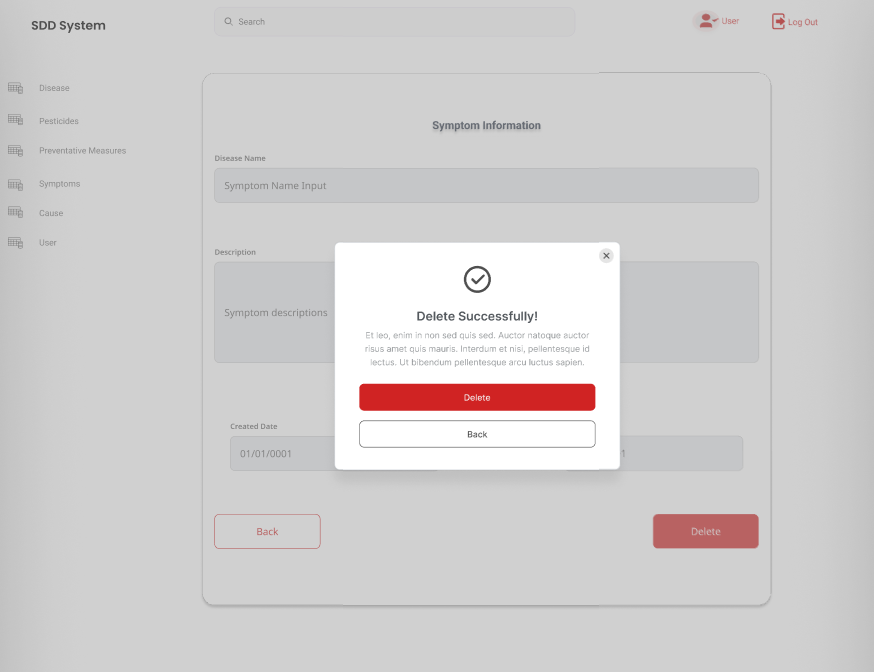 SDD System
Search
User
Log Out
Disease
Pesticides
Preventative Measures
Symptoms
Cause
User
Symptom Information
Disease Name
Symptom Name Input
Description
Symptom descriptions
Delete Successfully!
Et leo, enim in non sed quis sed. Auctor natoque auctor
risus amet quis mauris. Interdum et nisi, pellentesque id
lectus. Ut bibendum pellentesque arcu luctus sapien.
Delete
Back
Created Date
01/01/0001
1
Back
Delete